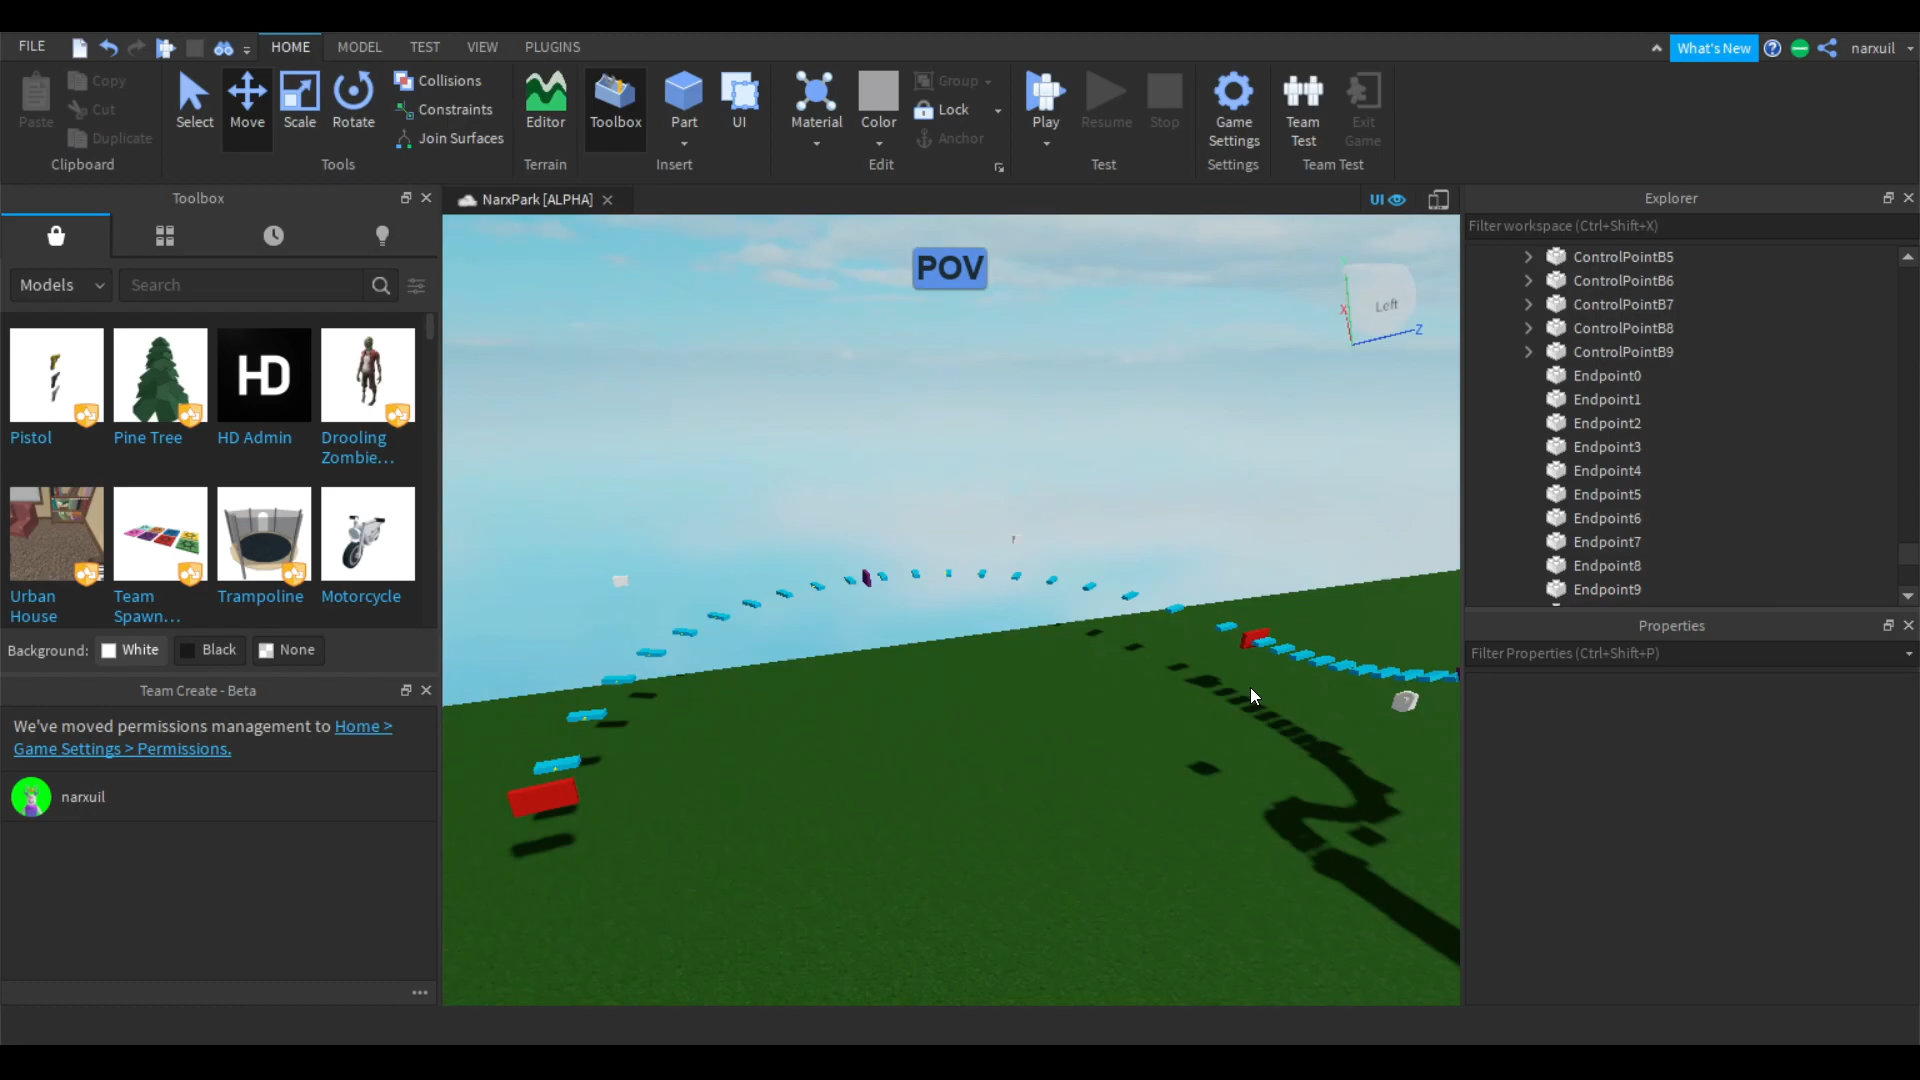 FILE
HOME
MODEL
TEST
VIEW
PLUGINS
What's New
narxuil
Paste
Copy
Cut
Duplicate
Clipboard
Select
Move
Scale
Rotate
Collisions
Constraints
Join Surfaces
Tools
Editor
Terrain
Toolbox
Part
UI
Insert
Material
Color
Group
Lock
Anchor
Edit
Play
Resume
Stop
Test
Game
Settings
Settings
Team
Test
Exit
Game
Team Test
Toolbox
Models
Search
HD
Pistol
Pine Tree
HD Admin
Drooling
Zombie...
Urban
House
Team
Spawn...
Trampoline
Motorcycle
Background:
White
Black
None
Team Create - Beta
We've moved permissions management to Home >
Game Settings > Permissions.
narxuil
NarxPark [ALPHA]
UI
POV
Left
X
Z
Explorer
Filter workspace (Ctrl+Shift+X)
ControlPointB5
ControlPointB6
ControlPointB7
ControlPointB8
ControlPointB9
Endpoint0
Endpoint1
Endpoint2
Endpoint3
Endpoint4
Endpoint5
Endpoint6
Endpoint7
Endpoint8
Endpoint9
Properties
Filter Properties (Ctrl+Shift+P)